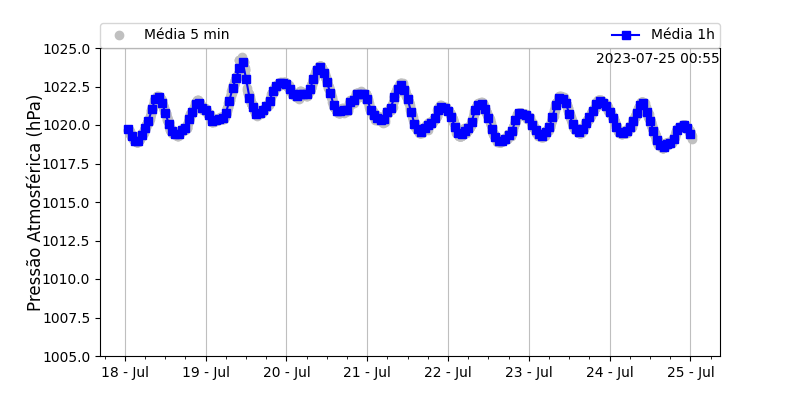 Média 5 min
Média 1h
2023-07-25 00:55
Pressão Atmosférica (hPa)
1025.0
1022.5
1020.0
1017.5
1015.0
1012.5
1010.0
1007.5
1005.0
18 - Jul
19 - Jul
20 - Jul
21 - Jul
22 - Jul
23 - Jul
24 - Jul
25 - Jul